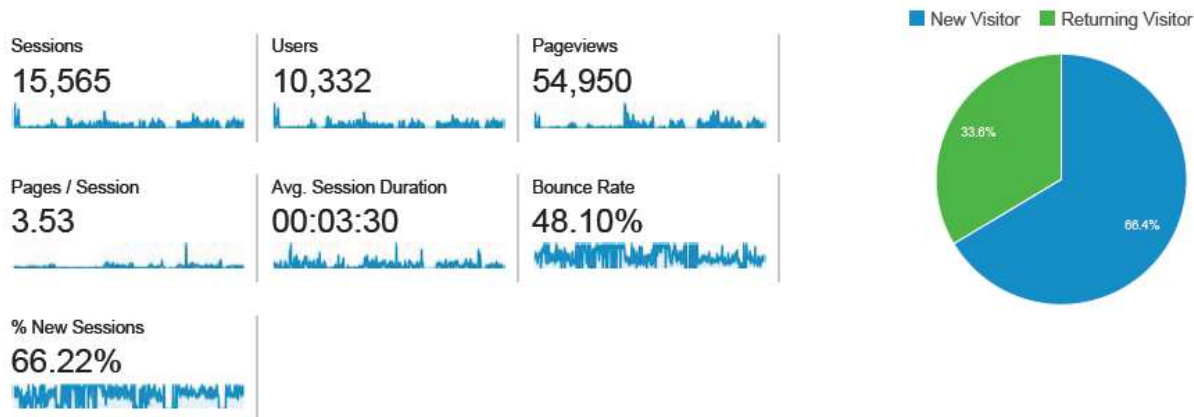 New Visitor Returning Visitor
Sessions
15,565
Users
10,332
Pageviews
54,950
Pages / Session
3.53
Avg. Session Duration
00:03:30
Bounce Rate
48.10%
% New Sessions
66.22%
33.6%
66.4%